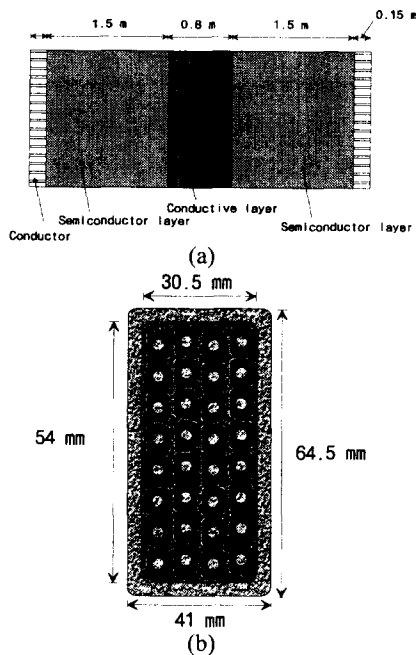 1.5 m 0.8 m 1.5 m 0.15 m
Conductive layer
Semiconductor layer
Semiconductor layer
Conductor
(a)
30.5 mm
54 mm
64.5 mm
41 mm
(b)